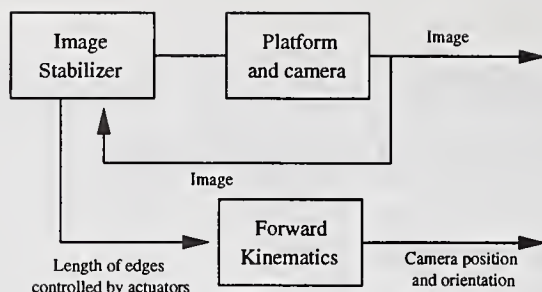 Image
Stabilizer
Platform
and camera
Image
Image
Forward
Kinematics
Length of edges
controlled by actuators
Camera position
and orientation